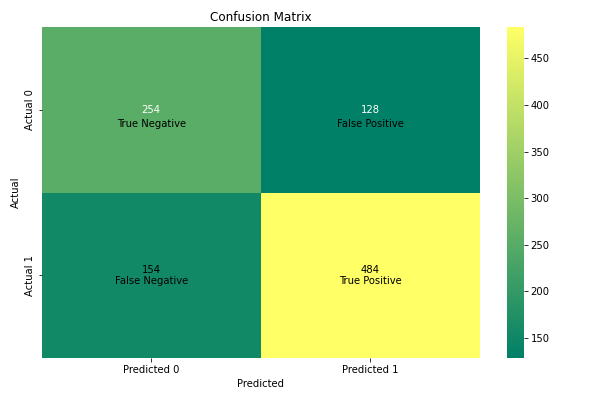 Confusion Matrix
Actual
Actual 0
254
128
True Negative
False Positive
Actual 1
154
484
False Negative
True Positive
Predicted 0
Predicted 1
Predicted
450
400
350
300
250
200
150